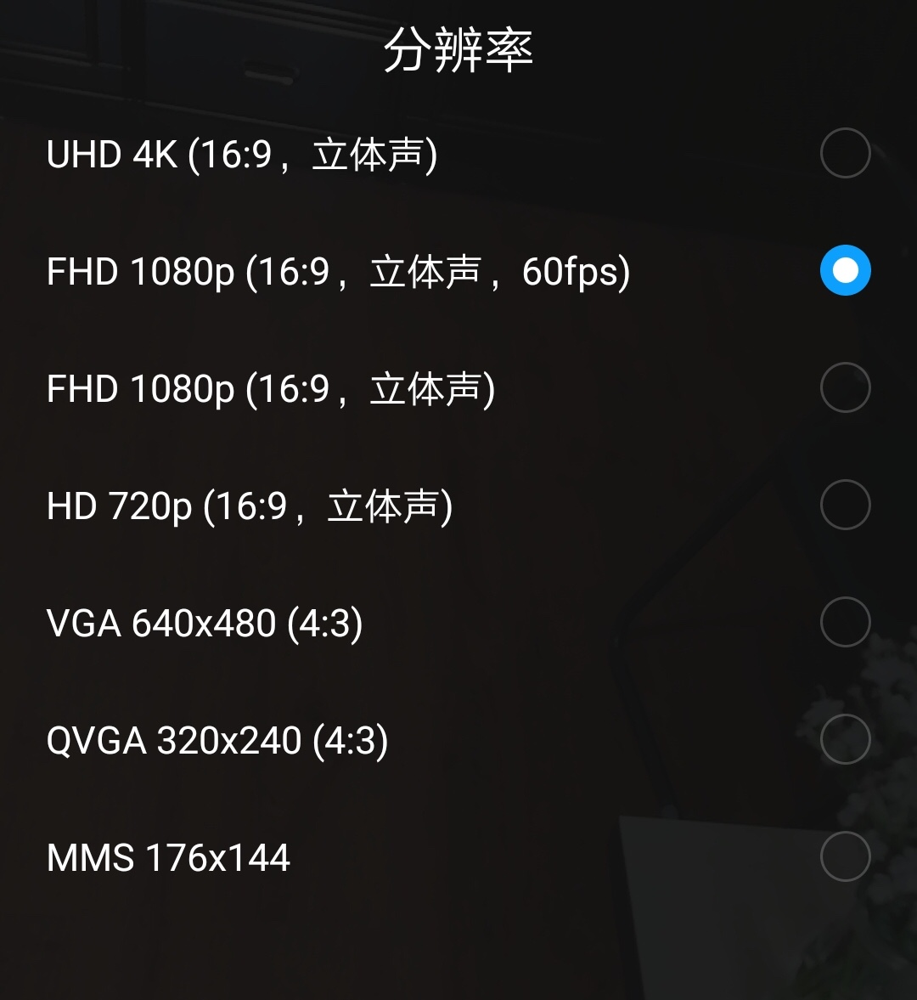 分辨率
UHD 4K (16:9，立体声)
FHD 1080p (16:9，立体声，60fps)
FHD 1080p (16:9，立体声)
HD 720p (16:9，立体声)
VGA 640x480 (4:3)
QVGA 320x240 (4:3)
MMS 176x144